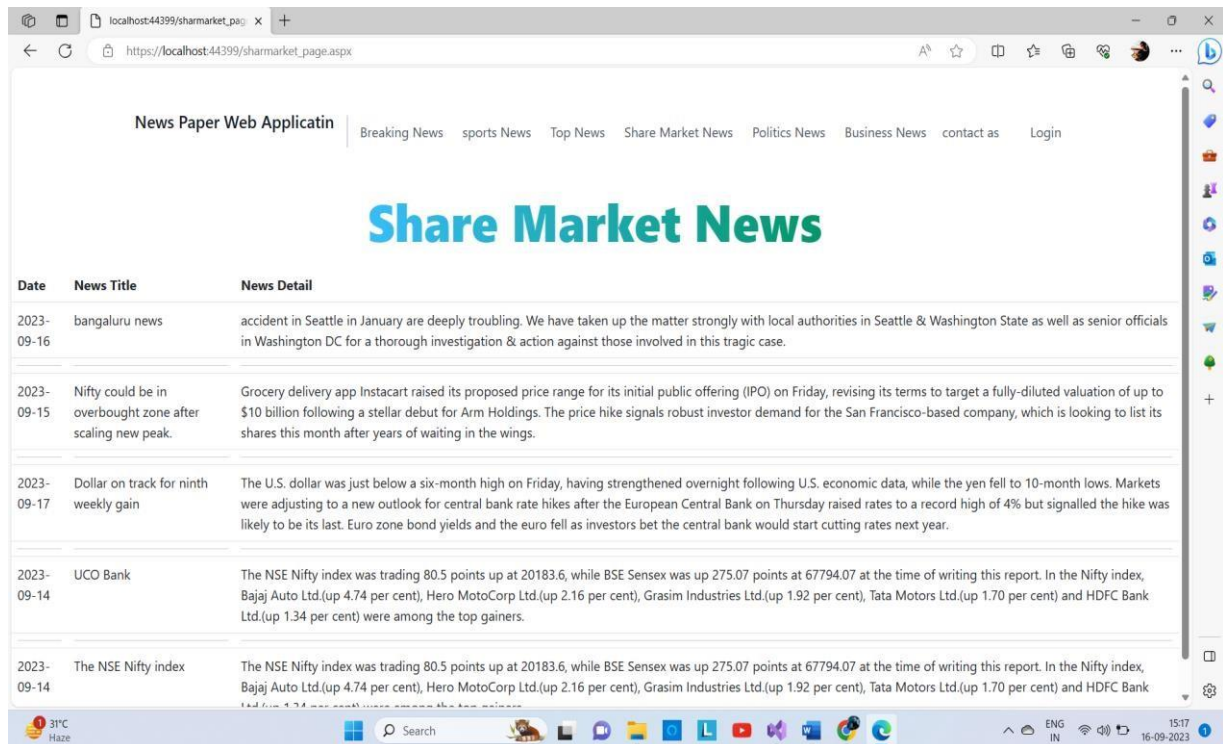 localhost:44399/sharmarket_pag
https://localhost:44399/sharmarket_page.aspx
News Paper Web Applicatin
Breaking News sports News Top News Share Market News Politics News Business News contact as Login
Share Market News
Date News Title News Detail
2023- bangaluru news accident in Seattle in January are deeply troubling. We have taken up the matter strongly with local authorities in Seattle & Washington State as well as senior officials
09-16 in Washington DC for a thorough investigation & action against those involved in this tragic case.
2023- Nifty could be in Grocery delivery app Instacart raised its proposed price range for its initial public offering (IPO) on Friday, revising its terms to target a fully-diluted valuation of up to
09-15 overbought zone after $10 billion following a stellar debut for Arm Holdings. The price hike signals robust investor demand for the San Francisco-based company, which is looking to list its
scaling new peak. shares this month after years of waiting in the wings.
2023- Dollar on track for ninth The U.S. dollar was just below a six-month high on Friday, having strengthened overnight following U.S. economic data, while the yen fell to 10-month lows. Markets
09-17 weekly gain were adjusting to a new outlook for central bank rate hikes after the European Central Bank on Thursday raised rates to a record high of 4% but signalled the hike was
likely to be its last. Euro zone bond yields and the euro fell as investors bet the central bank would start cutting rates next year.
2023- UCO Bank The NSE Nifty index was trading 80.5 points up at 20183.6, while BSE Sensex was up 275.07 points at 67794.07 at the time of writing this report. In the Nifty index,
09-14 Bajaj Auto Ltd.(up 4.74 per cent), Hero MotoCorp Ltd.(up 2.16 per cent), Grasim Industries Ltd.(up 1.92 per cent), Tata Motors Ltd.(up 1.70 per cent) and HDFC Bank
Ltd.(up 1.34 per cent) were among the top gainers.
2023- The NSE Nifty index The NSE Nifty index was trading 80.5 points up at 20183.6, while BSE Sensex was up 275.07 points at 67794.07 at the time of writing this report. In the Nifty index,
09-14 Bajaj Auto Ltd.(up 4.74 per cent), Hero MotoCorp Ltd.(up 2.16 per cent), Grasim Industries Ltd.(up 1.92 per cent), Tata Motors Ltd.(up 1.70 per cent) and HDFC Bank
1 31°C Search ENG 15:17
Haze IN 16-09-2023 1